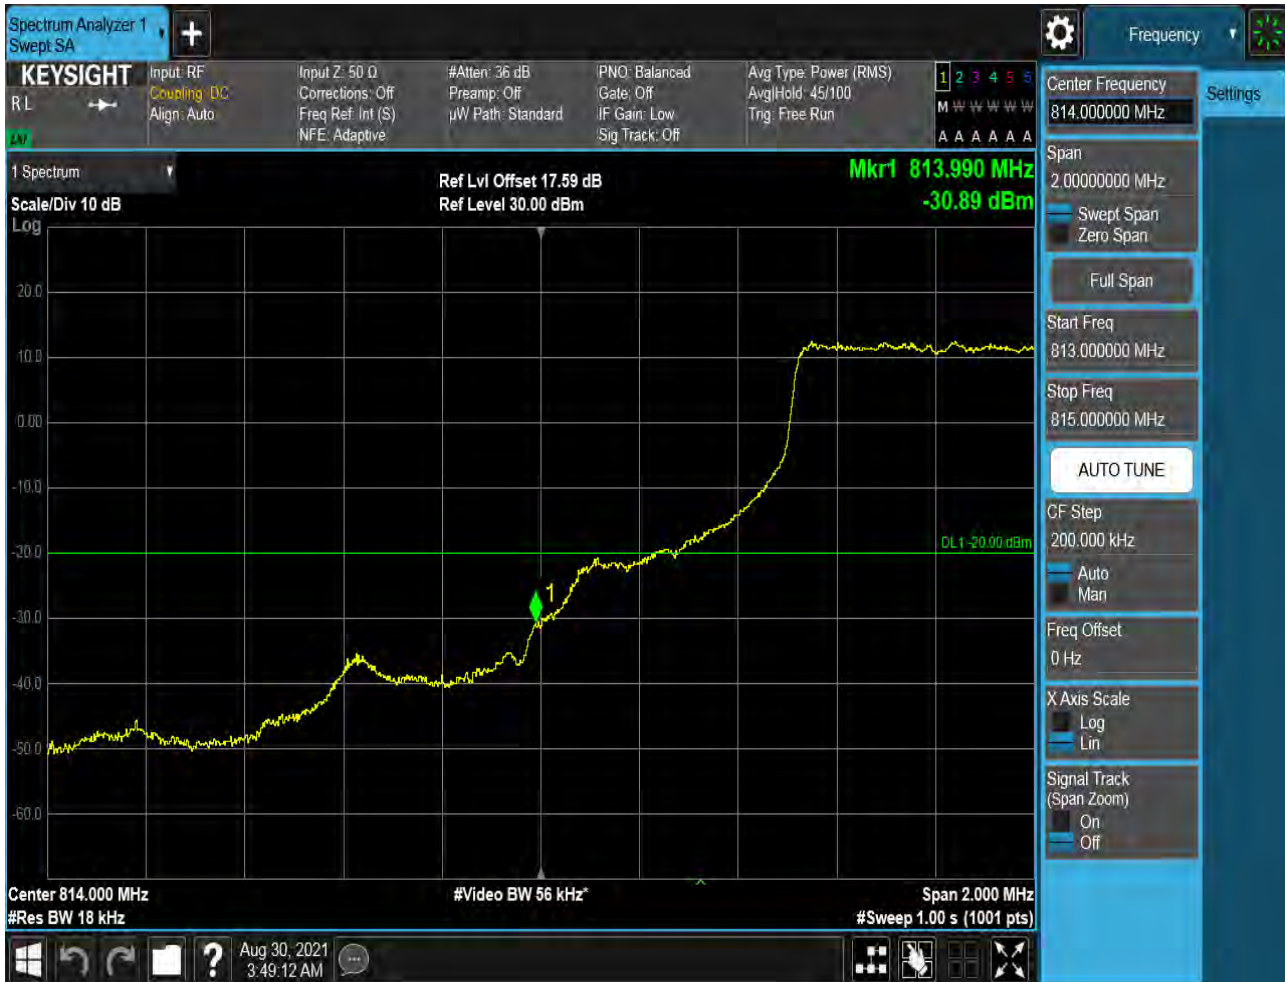 Spectrum Analyzer 1
Swept SA
+
Frequency
KEYSIGHT
R L
LNI
Input: RF
Coupling: DC
Align: Auto
Input Z: 50 Ω
Corrections: Off
Freq Ref: Int (S)
NFE: Adaptive
#Atten: 36 dB
Preamp: Off
µW Path: Standard
PNO: Balanced
Gate: Off
IF Gain: Low
Sig Track: Off
Avg Type: Power (RMS)
Avg|Hold: 45/100
Trig: Free Run
1 2 3 4 5 6
M W W W W W
A A A A A A
1 Spectrum
Scale/Div 10 dB
Log
Ref Lvl Offset 17.59 dB
Ref Level 30.00 dBm
Mkr1 813.990 MHz
-30.89 dBm
20.0
10.0
0.00
-10.0
-20.0
-30.0
-40.0
-50.0
-60.0
DL1 -20.00 dBm
1
Center 814.000 MHz
#Res BW 18 kHz
#Video BW 56 kHz*
Span 2.000 MHz
#Sweep 1.00 s (1001 pts)
Center Frequency
814.000000 MHz
Settings
Span
2.00000000 MHz
Swept Span
Zero Span
Full Span
Start Freq
813.000000 MHz
Stop Freq
815.000000 MHz
AUTO TUNE
CF Step
200.000 kHz
Auto
Man
Freq Offset
0 Hz
X Axis Scale
Log
Lin
Signal Track
(Span Zoom)
On
Off
?
Aug 30, 2021
3:49:12 AM